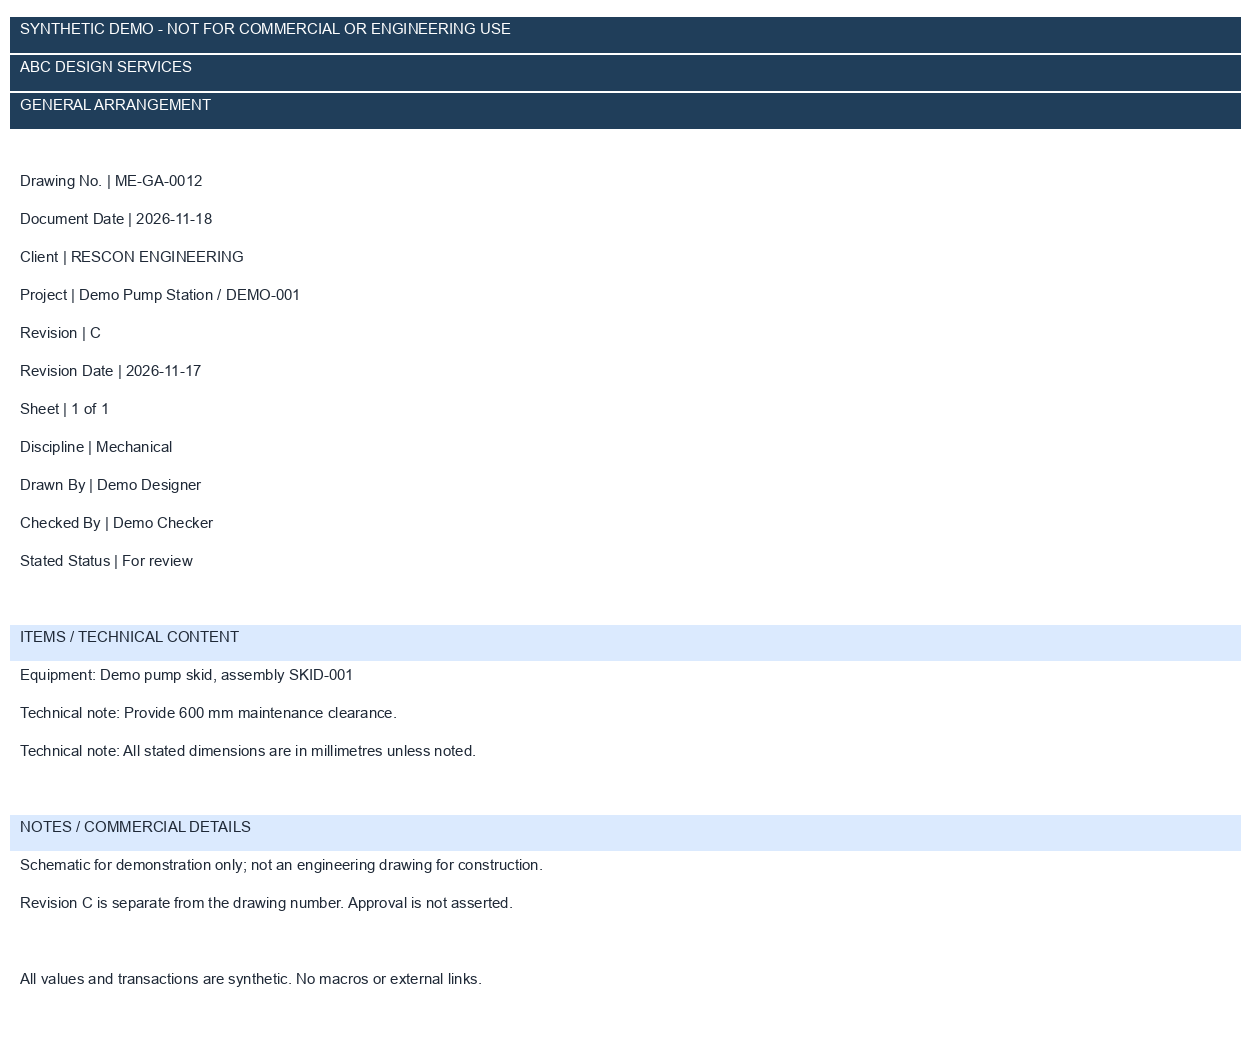 SYNTHETIC DEMO - NOT FOR COMMERCIAL OR ENGINEERING USE
ABC DESIGN SERVICES
GENERAL ARRANGEMENT
Drawing No. | ME-GA-0012
Document Date | 2026-11-18
Client | RESCON ENGINEERING
Project | Demo Pump Station / DEMO-001
Revision | C
Revision Date | 2026-11-17
Sheet | 1 of 1
Discipline | Mechanical
Drawn By | Demo Designer
Checked By | Demo Checker
Stated Status | For review
ITEMS / TECHNICAL CONTENT
Equipment: Demo pump skid, assembly SKID-001
Technical note: Provide 600 mm maintenance clearance.
Technical note: All stated dimensions are in millimetres unless noted.
NOTES / COMMERCIAL DETAILS
Schematic for demonstration only; not an engineering drawing for construction.
Revision C is separate from the drawing number. Approval is not asserted.
All values and transactions are synthetic. No macros or external links.